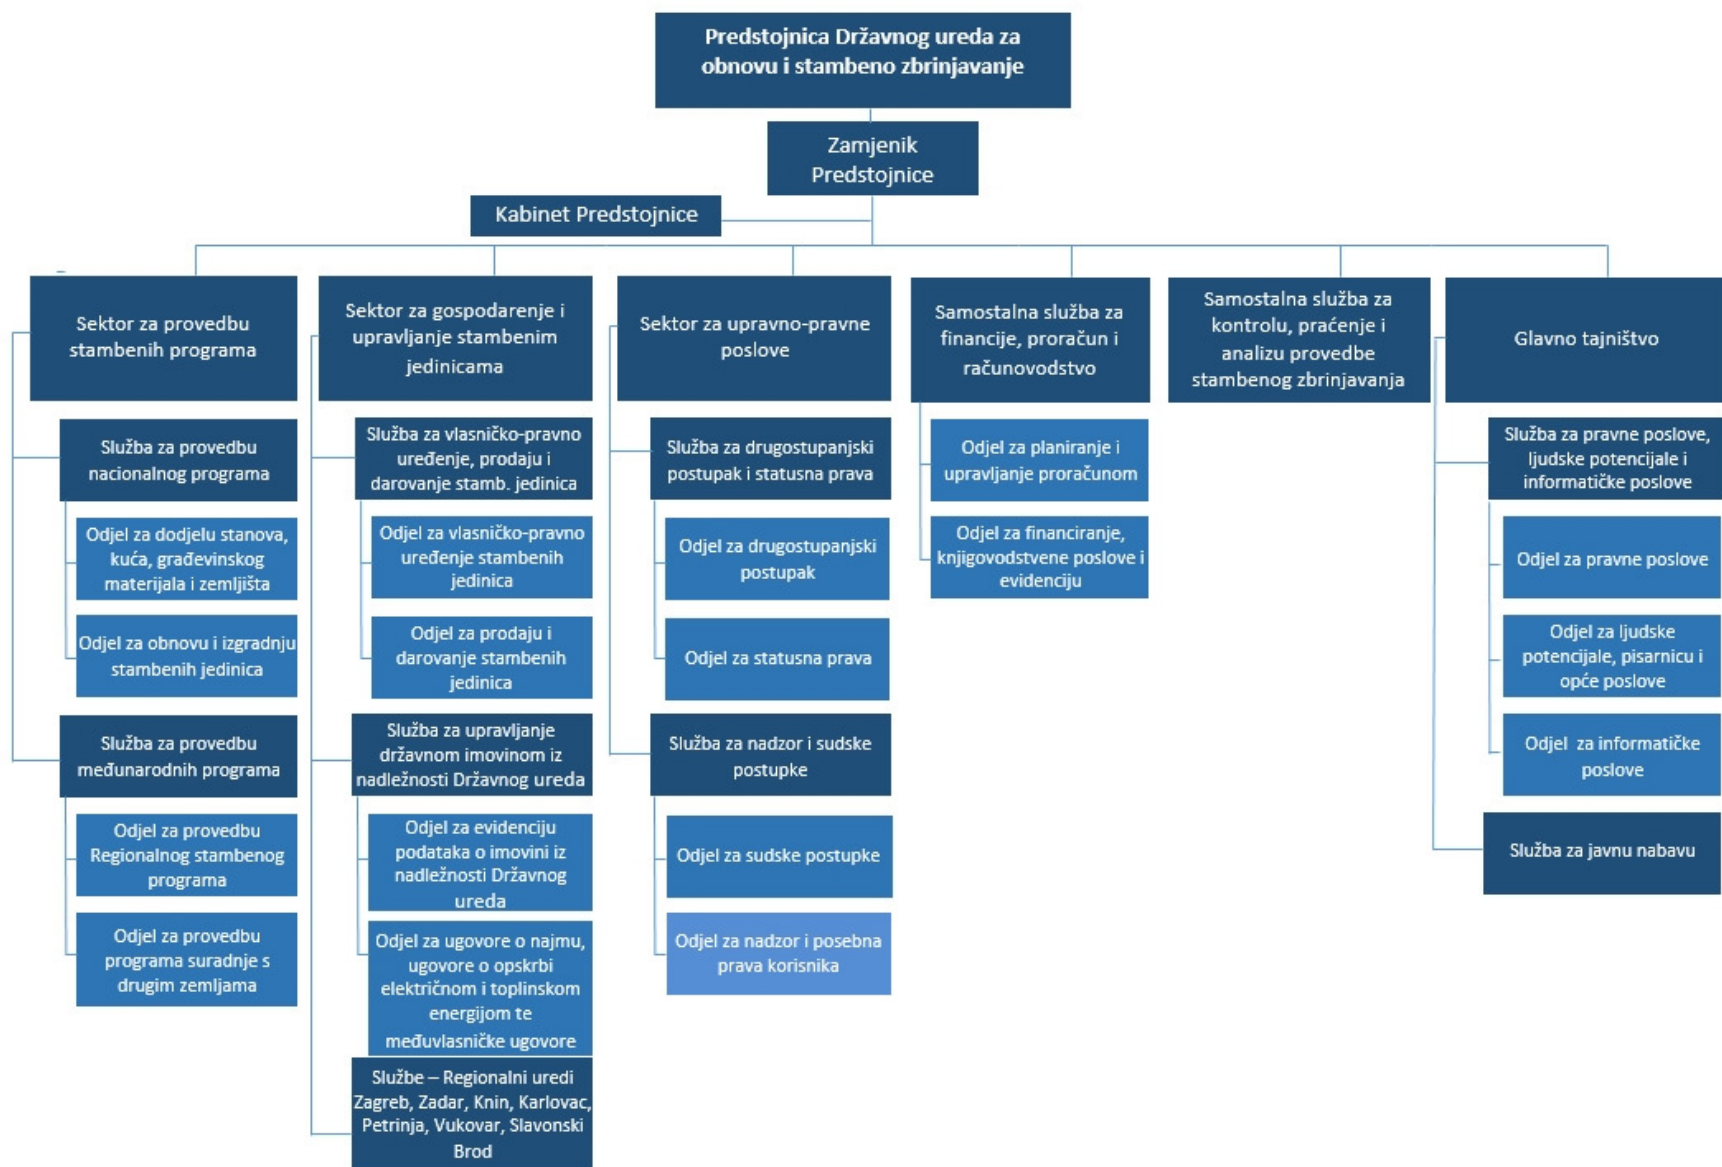 Predstojnica Državnog ureda za
obnovu i stambeno zbrinjavanje
Zamjenik
Predstojnice
Kabinet Predstojnice
Sektor za provedbu
stambenih programa
Služba za provedbu
nacionalnog programa
Odjel za dodjelu stanova,
kuća, građevinskog
materijala i zemljišta
Odjel za obnovu i izgradnju
stambenih jedinica
Služba za provedbu
međunarodnih programa
Odjel za provedbu
Regionalnog stambenog
programa
Odjel za provedbu
programa suradnje s
drugim zemljama
Sektor za gospodarenje i
upravljanje stambenim
jedinicama
Služba za vlasničko-pravno
uređenje, prodaju i
darovanje stamb. jedinica
Odjel za vlasničko-pravno
uređenje stambenih
jedinica
Odjel za prodaju i
darovanje stambenih
jedinica
Služba za upravljanje
državnom imovinom iz
nadležnosti Državnog ureda
Odjel za evidenciju
podataka o imovini iz
nadležnosti Državnog
ureda
Odjel za ugovore o najmu,
ugovore o opskrbi
električnom i toplinskom
energijom te
međuvlasničke ugovore
Službe – Regionalni uredi
Zagreb, Zadar, Knin, Karlovac,
Petrinja, Vukovar, Slavonski
Brod
Sektor za upravno-pravne
poslove
Služba za drugostupanjski
postupak i statusna prava
Odjel za drugostupanjski
postupak
Odjel za statusna prava
Služba za nadzor i sudske
postupke
Odjel za sudske postupke
Odjel za nadzor i posebna
prava korisnika
Samostalna služba za
financije, proračun i
računovodstvo
Odjel za planiranje i
upravljanje proračunom
Odjel za financiranje,
knjigovodstvene poslove i
evidenciju
Samostalna služba za
kontrolu, praćenje i
analizu provedbe
stambenog zbrinjavanja
Glavno tajništvo
Služba za pravne poslove,
ljudske potencijale i
informatičke poslove
Odjel za pravne poslove
Odjel za ljudske
potencijale, pisarnicu i
opće poslove
Odjel za informatičke
poslove
Služba za javnu nabavu